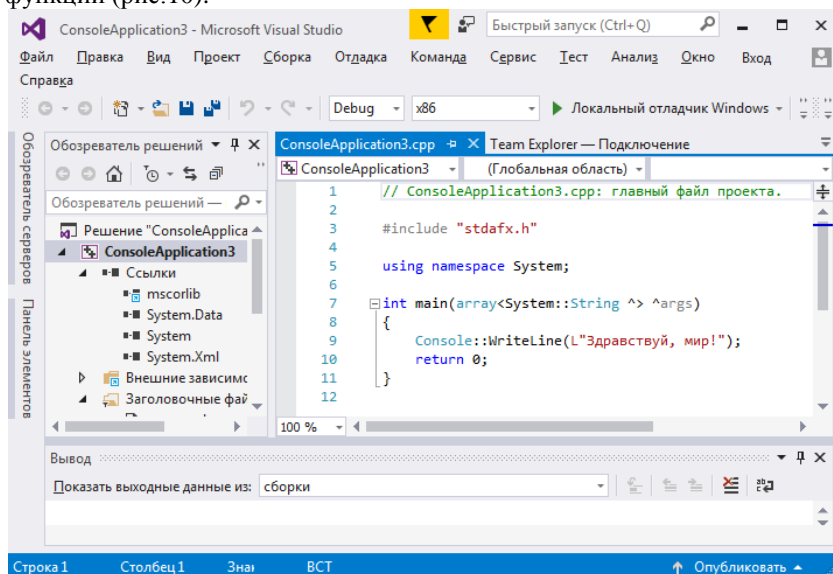 функции (рис.16).
ConsoleApplication3 - Microsoft Visual Studio
Быстрый запуск (Ctrl+Q)
Файл Правка Вид Проект Сборка Отладка Команда Сервис Тест Анализ Окно Вход
Справка
Debug x86 Локальный отладчик Windows
Обозреватель серверов
Панель элементов
Обозреватель решений
Обозреватель решений —
Решение "ConsoleApplica
ConsoleApplication3
Ссылки
mscorlib
System.Data
System
System.Xml
Внешние зависимо
Заголовочные фай
ConsoleApplication3.cpp Team Explorer — Подключение
ConsoleApplication3 (Глобальная область)
1 // ConsoleApplication3.cpp: главный файл проекта.
2
3 #include "stdafx.h"
4
5 using namespace System;
6
7 int main(array<System::String ^> ^args)
8 {
9 Console::WriteLine(L"Здравствуй, мир!");
10 return 0;
11 }
12
100 %
Вывод
Показать выходные данные из: сборки
Строка 1 Столбец 1 Знак ВСТ Опубликовать